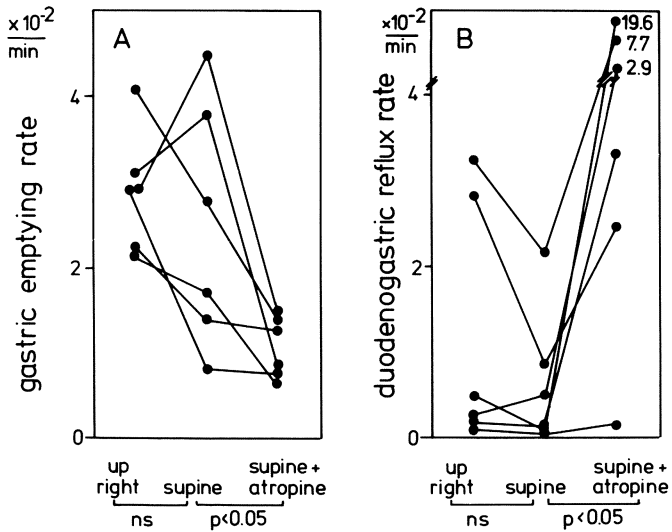 ×10⁻²
min
A
gastric emptying rate
4
2
0
up right
supine
supine + atropine
ns
p<0.05
×10⁻²
min
B
duodenogastric reflux rate
4
2
0
19.6
7.7
2.9
up right
supine
supine + atropine
ns
p<0.05